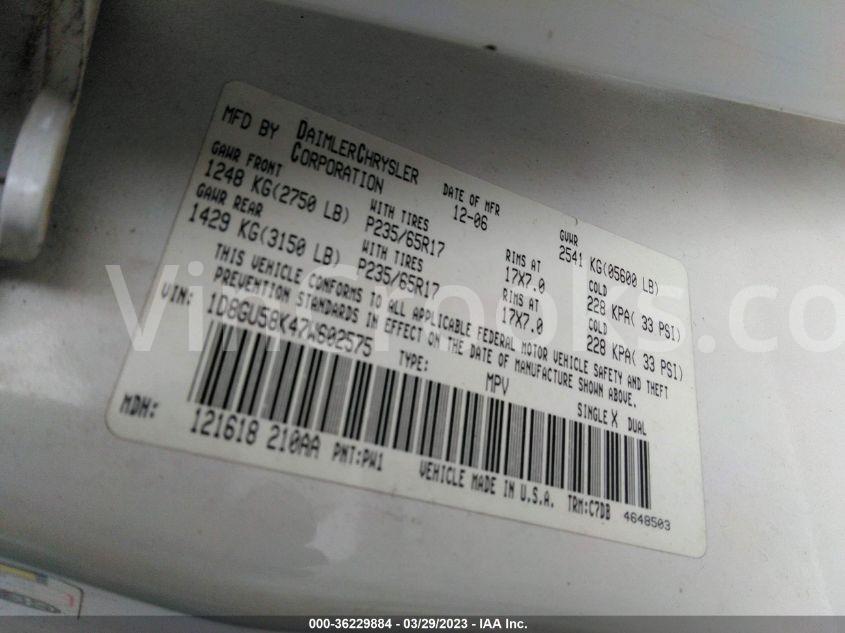 MFD BY DAIMLERCHRYSLER CORPORATION
DATE OF MFR 12-06
GVWR 2541 KG(05600 LB)
GAWR FRONT WITH TIRES RIMS AT COLD
1248 KG(2750 LB) P235/65R17 17X7.0 228 KPA( 33 PSI)
GAWR REAR WITH TIRES RIMS AT COLD
1429 KG(3150 LB) P235/65R17 17X7.0 228 KPA( 33 PSI)
THIS VEHICLE CONFORMS TO ALL APPLICABLE FEDERAL MOTOR VEHICLE SAFETY AND THEFT
PREVENTION STANDARDS IN EFFECT ON THE DATE OF MANUFACTURE SHOWN ABOVE.
VIN: 1D8GU58K47W602575 TYPE: MPV SINGLE X DUAL
MDH: 121618 210AA PNT:PW1 VEHICLE MADE IN U.S.A. TRM:C7DB 4648503
VinCrooks.com
000-36229884 - 03/29/2023 - IAA Inc.